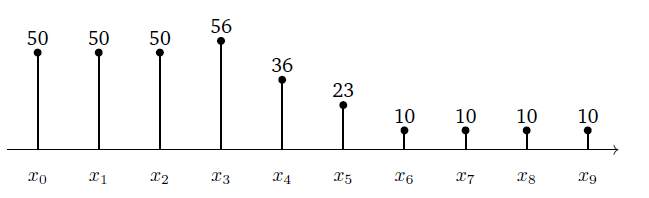 56
50 50 50
36
23
10 10 10 10
x₀ x₁ x₂ x₃ x₄ x₅ x₆ x₇ x₈ x₉